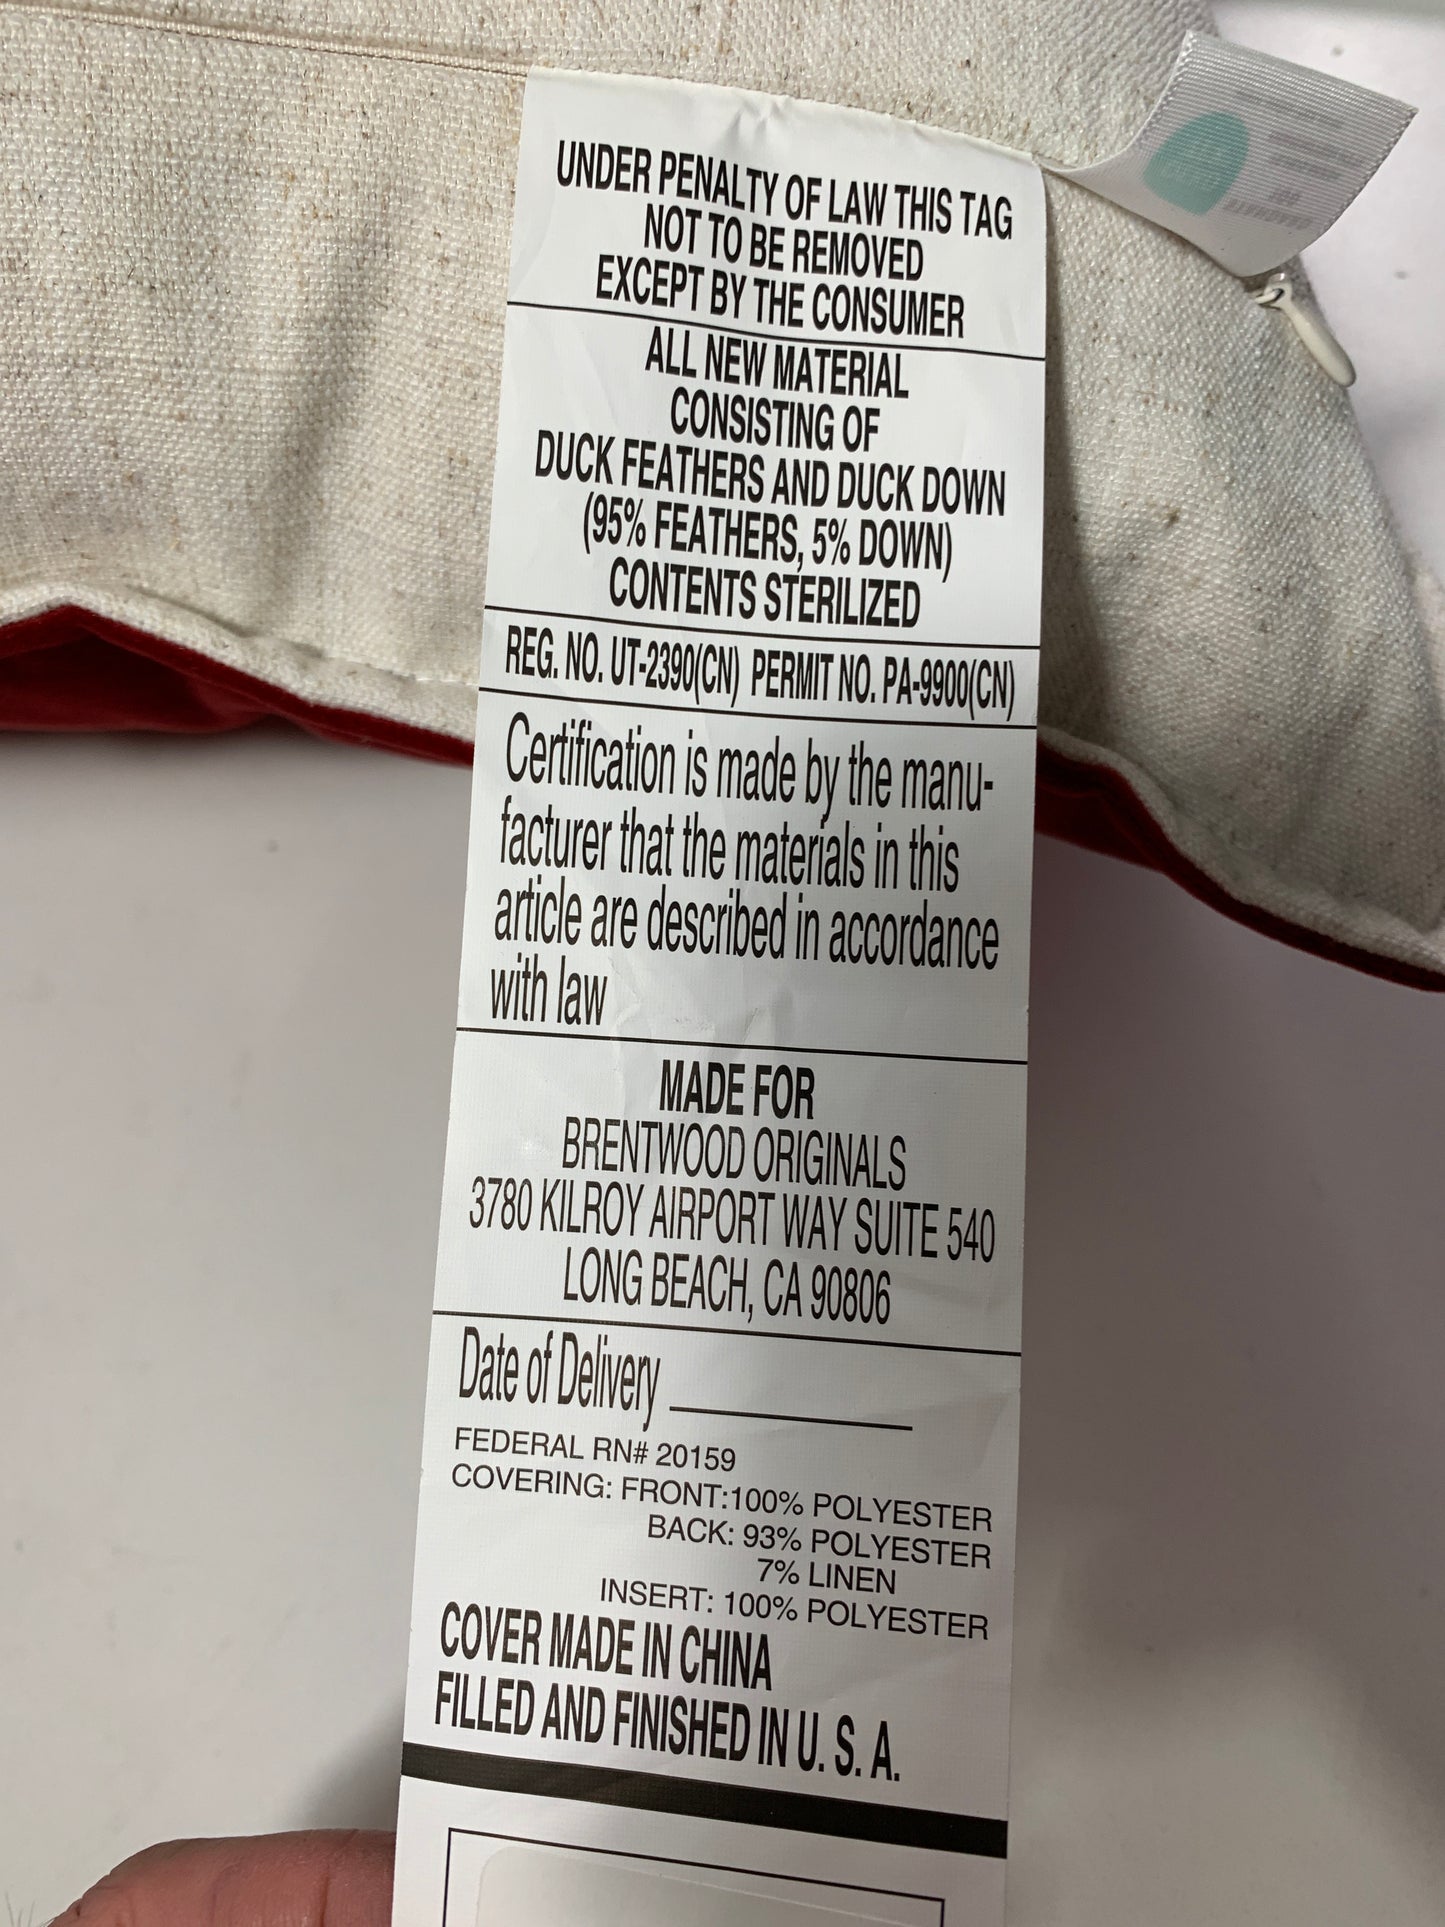 UNDER PENALTY OF LAW THIS TAG
NOT TO BE REMOVED
EXCEPT BY THE CONSUMER
ALL NEW MATERIAL
CONSISTING OF
DUCK FEATHERS AND DUCK DOWN
(95% FEATHERS, 5% DOWN)
CONTENTS STERILIZED
REG. NO. UT-2390(CN) PERMIT NO. PA-9900(CN)
Certification is made by the manu-
facturer that the materials in this
article are described in accordance
with law
MADE FOR
BRENTWOOD ORIGINALS
3780 KILROY AIRPORT WAY SUITE 540
LONG BEACH, CA 90806
Date of Delivery ____________
FEDERAL RN# 20159
COVERING: FRONT:100% POLYESTER
BACK: 93% POLYESTER
7% LINEN
INSERT: 100% POLYESTER
COVER MADE IN CHINA
FILLED AND FINISHED IN U. S. A.